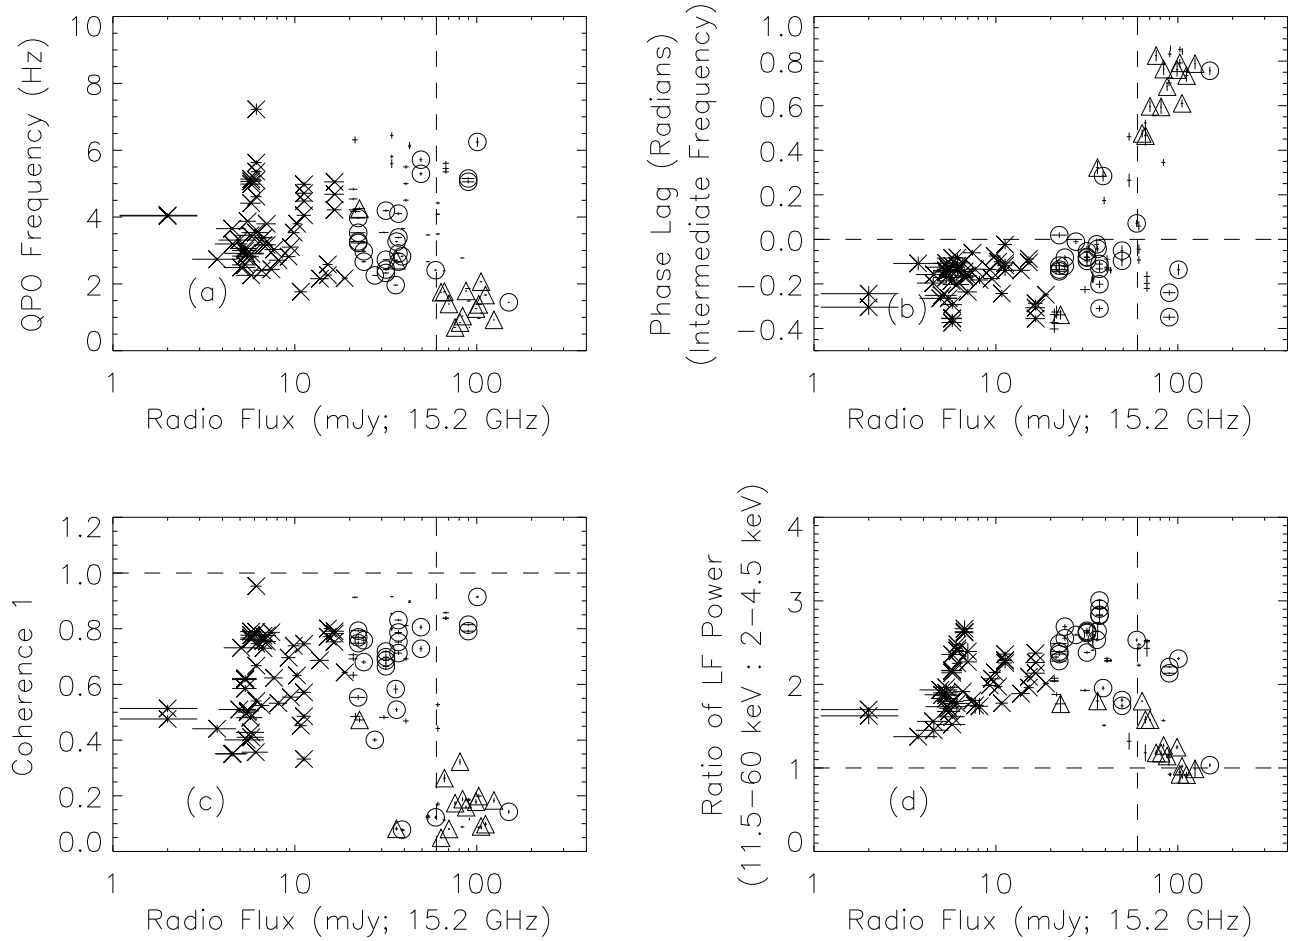 QPO Frequency (Hz)
10
8
6
4
2
0
(a)
1 10 100
Radio Flux (mJy; 15.2 GHz)
Phase Lag (Radians)
(Intermediate Frequency)
1.0
0.8
0.6
0.4
0.2
0.0
−0.2
−0.4
(b)
1 10 100
Radio Flux (mJy; 15.2 GHz)
Coherence 1
1.2
1.0
0.8
0.6
0.4
0.2
0.0
(c)
1 10 100
Radio Flux (mJy; 15.2 GHz)
Ratio of LF Power
(11.5−60 keV : 2−4.5 keV)
4
3
2
1
0
(d)
1 10 100
Radio Flux (mJy; 15.2 GHz)